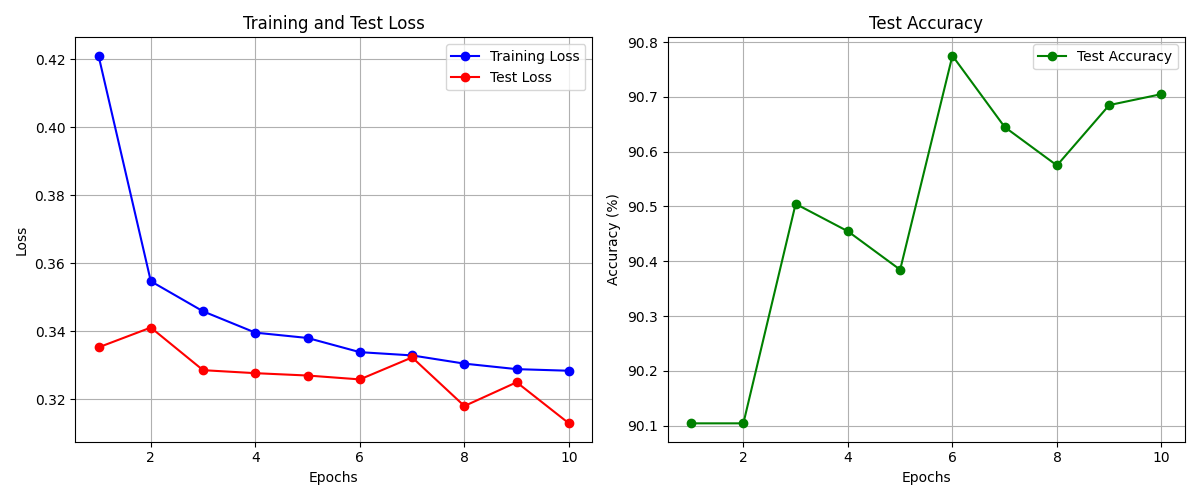 Training and Test Loss
Training Loss
Test Loss
0.42
0.40
0.38
0.36
0.34
0.32
Loss
2
4
6
8
10
Epochs
Test Accuracy
Test Accuracy
90.8
90.7
90.6
90.5
90.4
90.3
90.2
90.1
Accuracy (%)
2
4
6
8
10
Epochs